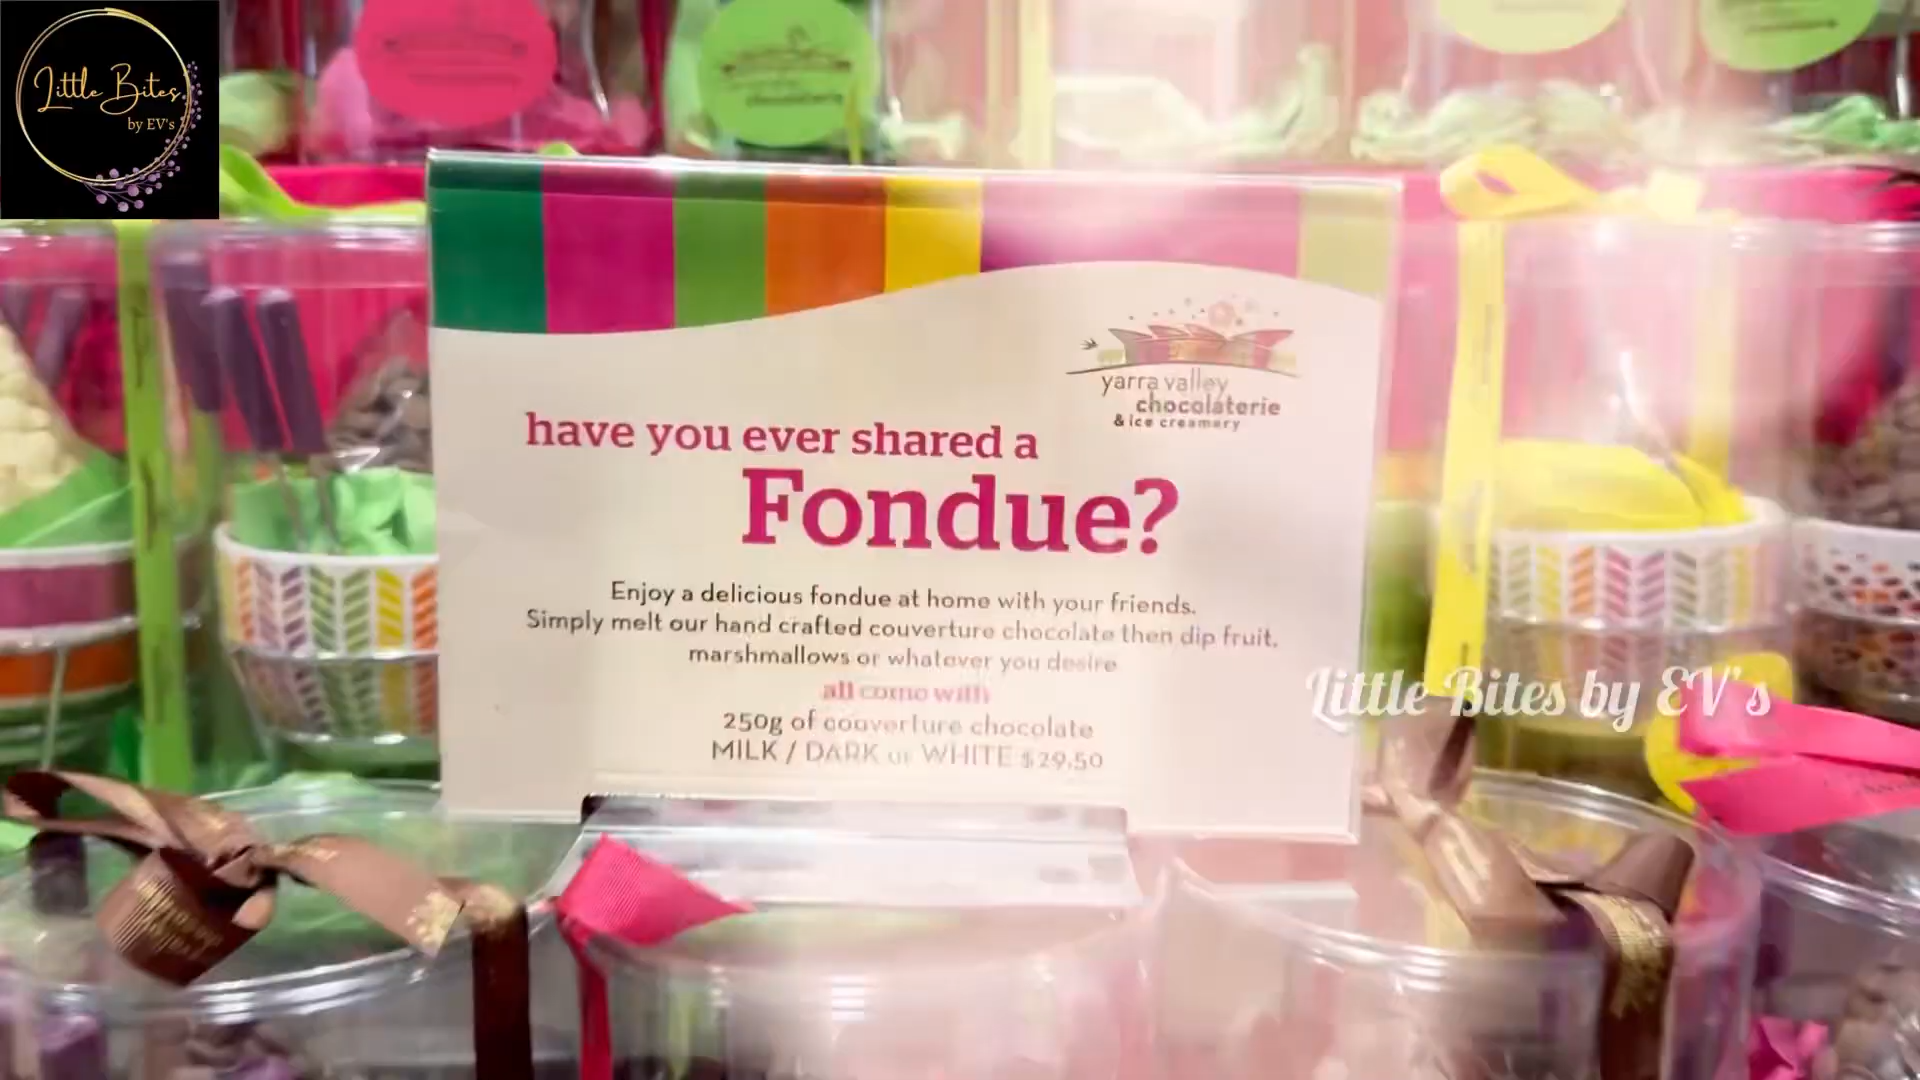 Little Bites
by EV's
yarra valley
chocolaterie
& ice creamery
have you ever shared a
Fondue?
Enjoy a delicious fondue at home with your friends.
Simply melt our hand crafted couverture chocolate then dip fruit,
marshmallows or whatever you desire
all come with
250g of couverture chocolate
MILK / DARK or WHITE $29.50
Little Bites by EV's